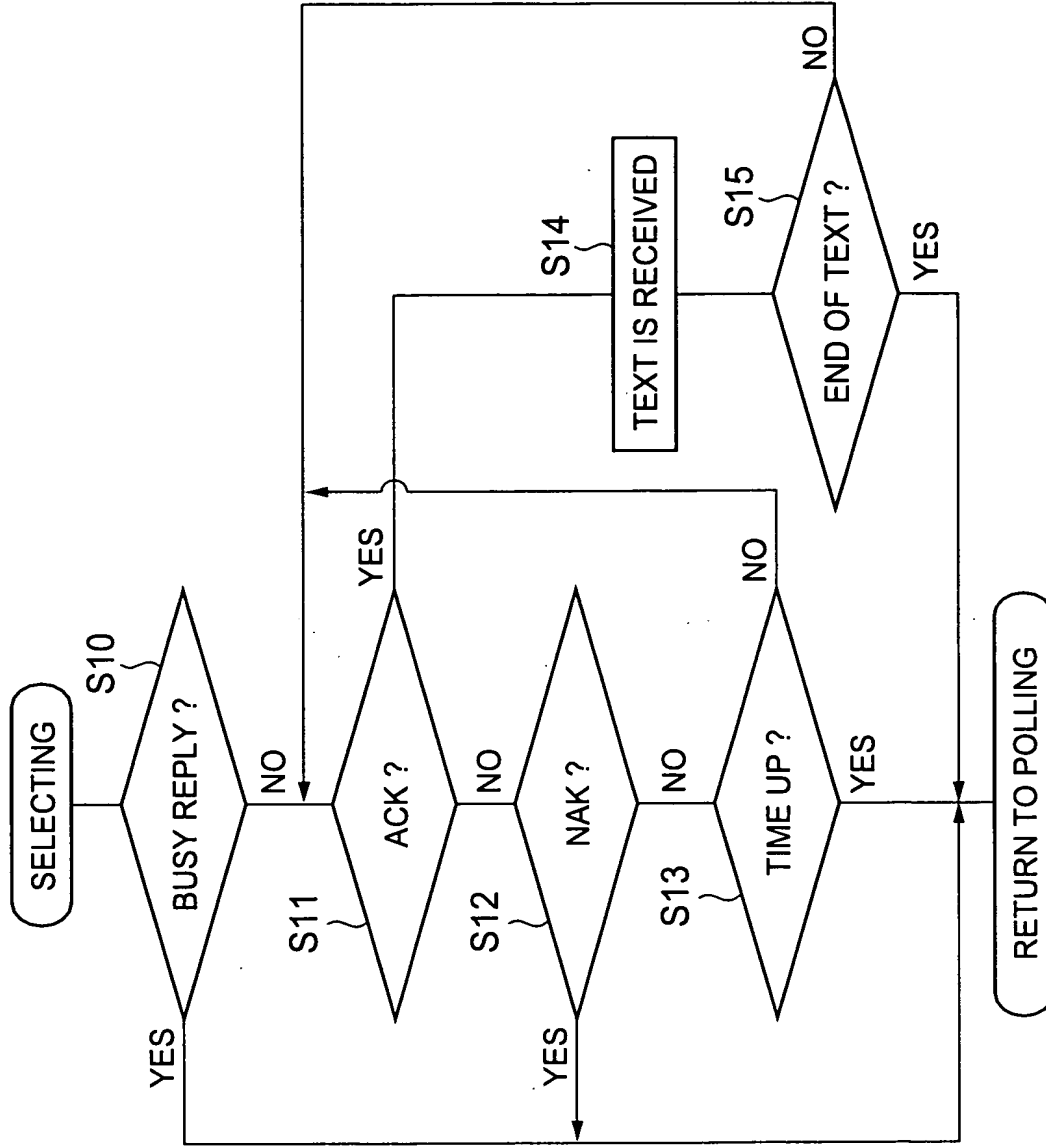 SELECTING
S10
BUSY REPLY ?
YES
NO
S11
ACK ?
YES
NO
S12
NAK ?
YES
NO
S13
TIME UP ?
NO
YES
S14
TEXT IS RECEIVED
S15
END OF TEXT ?
NO
YES
RETURN TO POLLING